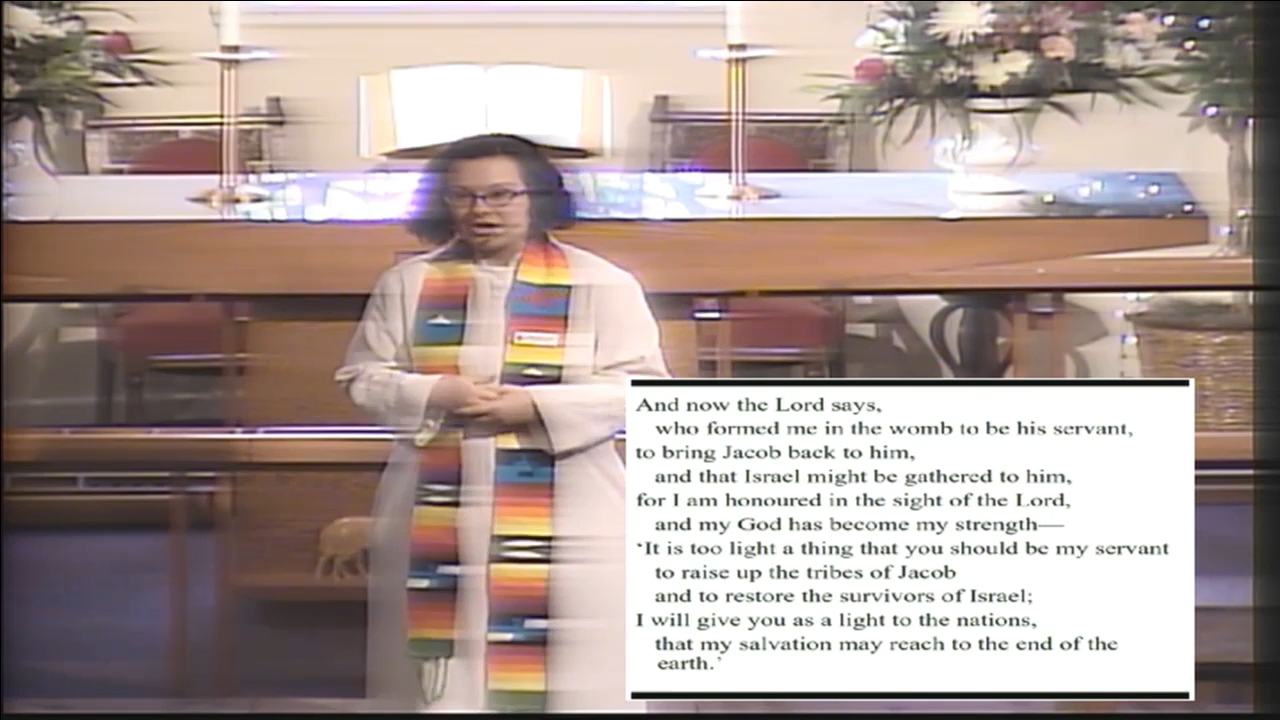 And now the Lord says,
who formed me in the womb to be his servant,
to bring Jacob back to him,
and that Israel might be gathered to him,
for I am honoured in the sight of the Lord,
and my God has become my strength—
‘It is too light a thing that you should be my servant
to raise up the tribes of Jacob
and to restore the survivors of Israel;
I will give you as a light to the nations,
that my salvation may reach to the end of the
earth.’